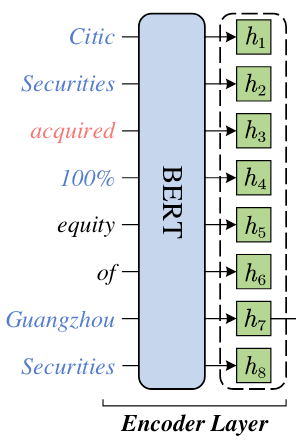 Citic h1
Securities h2
acquired h3
100% h4
equity h5
of h6
Guangzhou h7
Securities h8
BERT
Encoder Layer